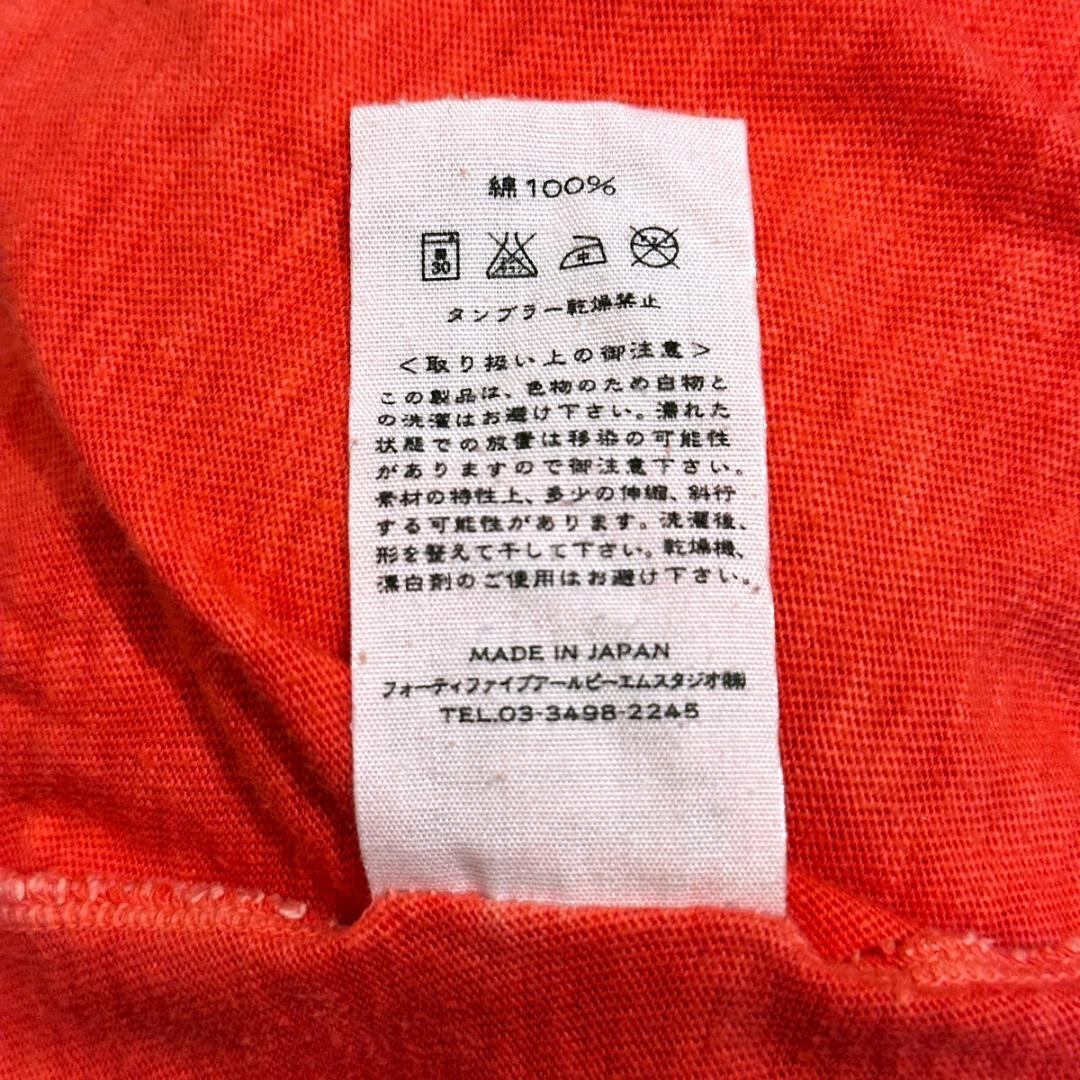 綿100%
30
エンソ
中
タンブラー乾燥禁止
<取り扱い上の御注意>
この製品は、色物のため白物と
の洗濯はお避け下さい。濡れた
状態での放置は移染の可能性
がありますので御注意下さい。
素材の特性上、多少の伸縮、斜行
する可能性があります。洗濯後、
形を整えて干して下さい。乾燥機、
漂白剤のご使用はお避け下さい。
MADE IN JAPAN
フォーティファイブアールピーエムスタジオ㈱
TEL.03-3498-2245